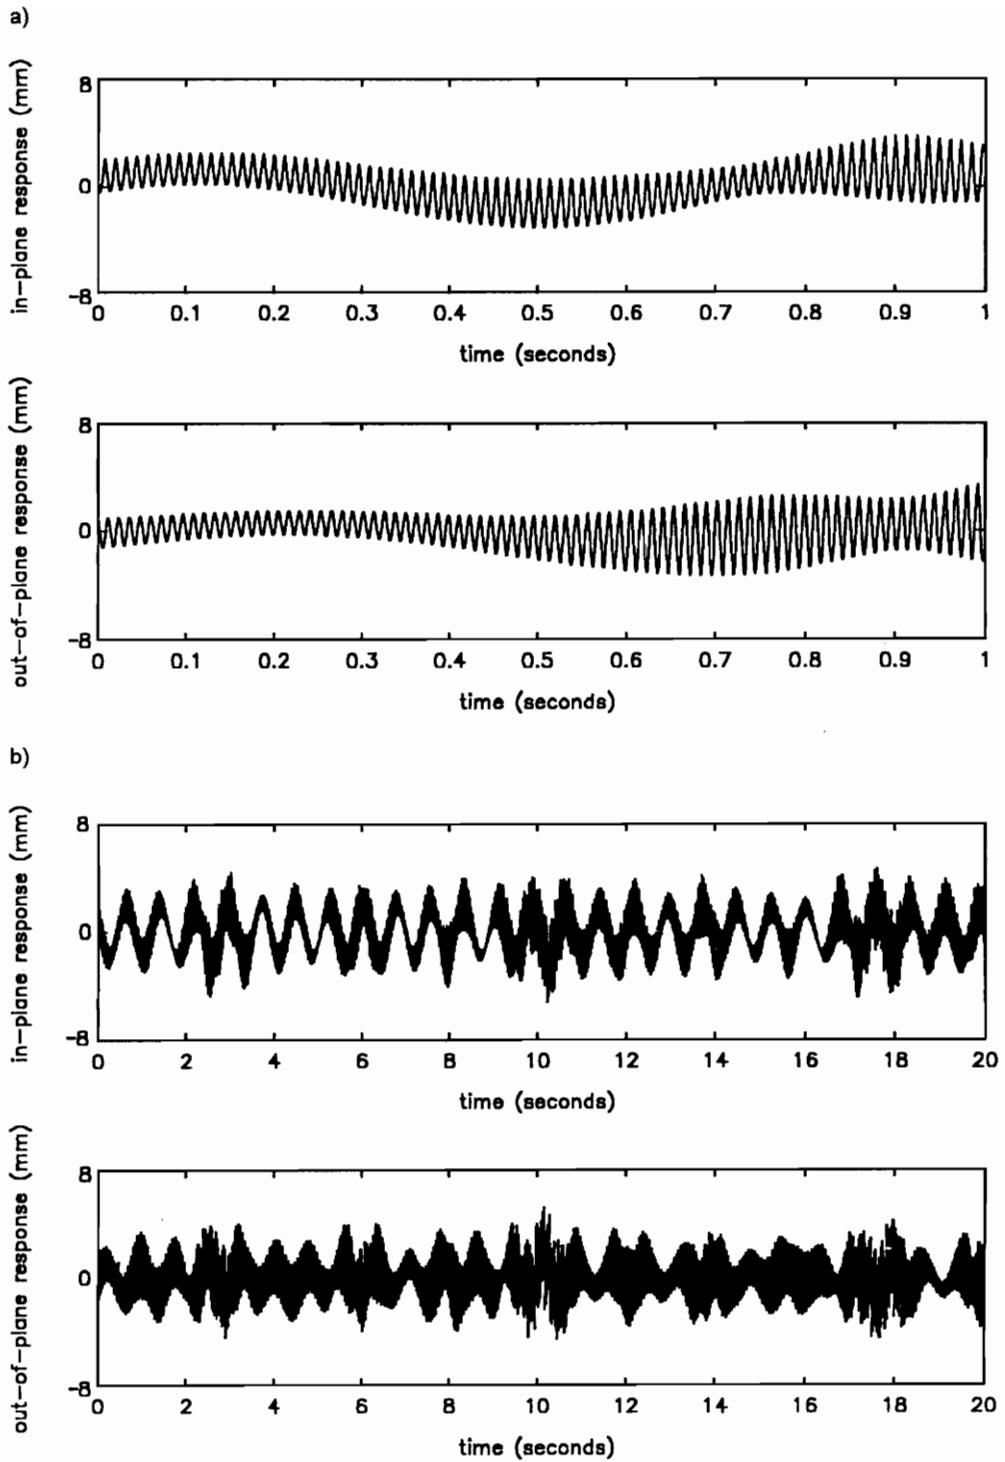 a)
in-plane response (mm)
8
0
-8
0 0.1 0.2 0.3 0.4 0.5 0.6 0.7 0.8 0.9 1
time (seconds)
out-of-plane response (mm)
8
0
-8
0 0.1 0.2 0.3 0.4 0.5 0.6 0.7 0.8 0.9 1
time (seconds)
b)
in-plane response (mm)
8
0
-8
0 2 4 6 8 10 12 14 16 18 20
time (seconds)
out-of-plane response (mm)
8
0
-8
0 2 4 6 8 10 12 14 16 18 20
time (seconds)